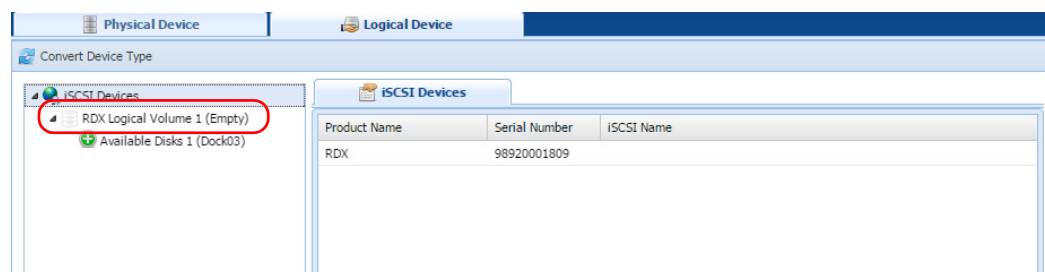 Physical Device
Logical Device
Convert Device Type
iSCSI Devices
RDX Logical Volume 1 (Empty)
Available Disks 1 (Dock03)
iSCSI Devices
Product Name Serial Number iSCSI Name
RDX 98920001809